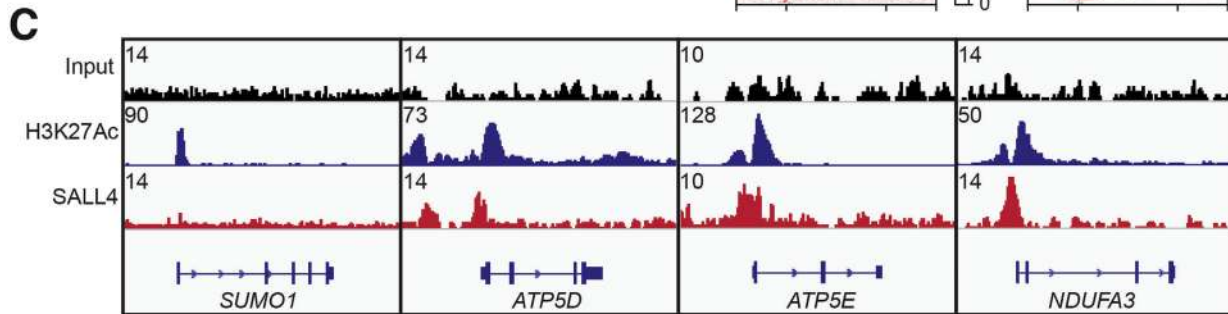 0
C
Input 14 14 10 14
H3K27Ac 90 73 128 50
SALL4 14 14 10 14
SUMO1 ATP5D ATP5E NDUFA3